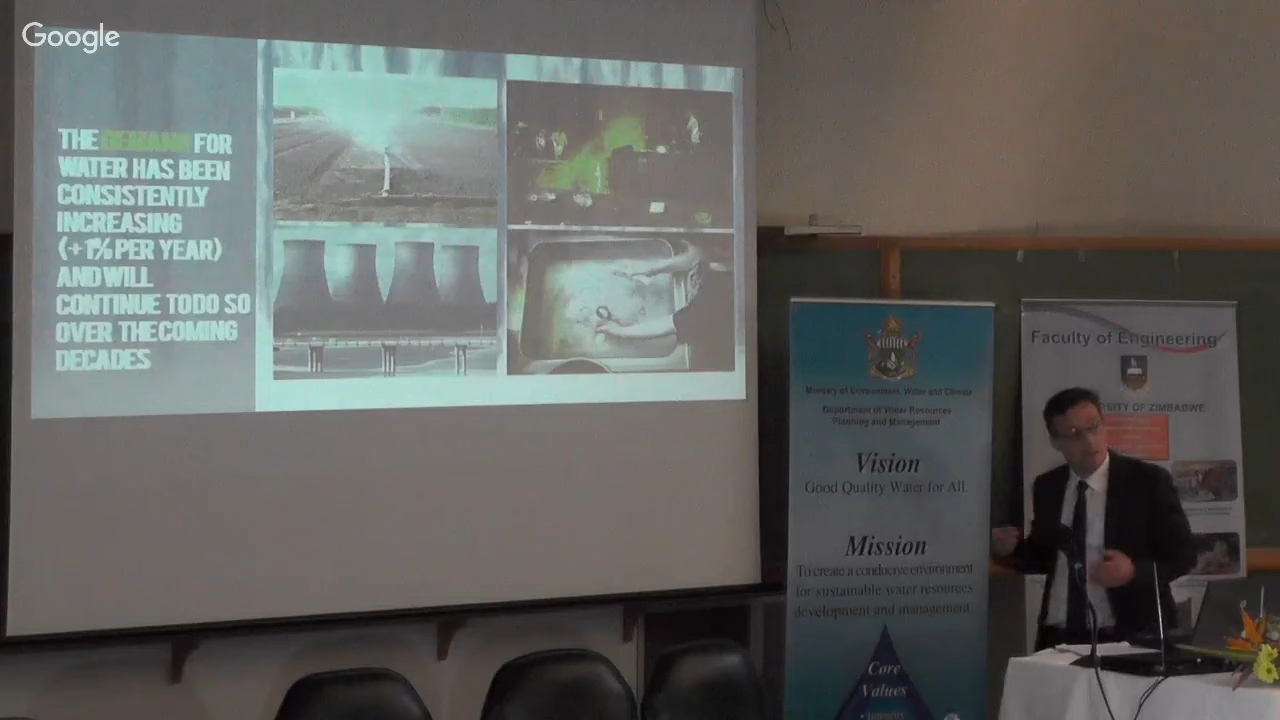 Google
THE DEMAND FOR
WATER HAS BEEN
CONSISTENTLY
INCREASING
(+1% PER YEAR)
AND WILL
CONTINUE TO DO SO
OVER THE COMING
DECADES
Ministry of Environment, Water and Climate
Department of Water Resources
Planning and Management
Vision
Good Quality Water for All.
Mission
To create a conducive environment
for sustainable water resources
development and management
Core
Values
• Integrity
Faculty of Engineering
OF ZIMBABWE